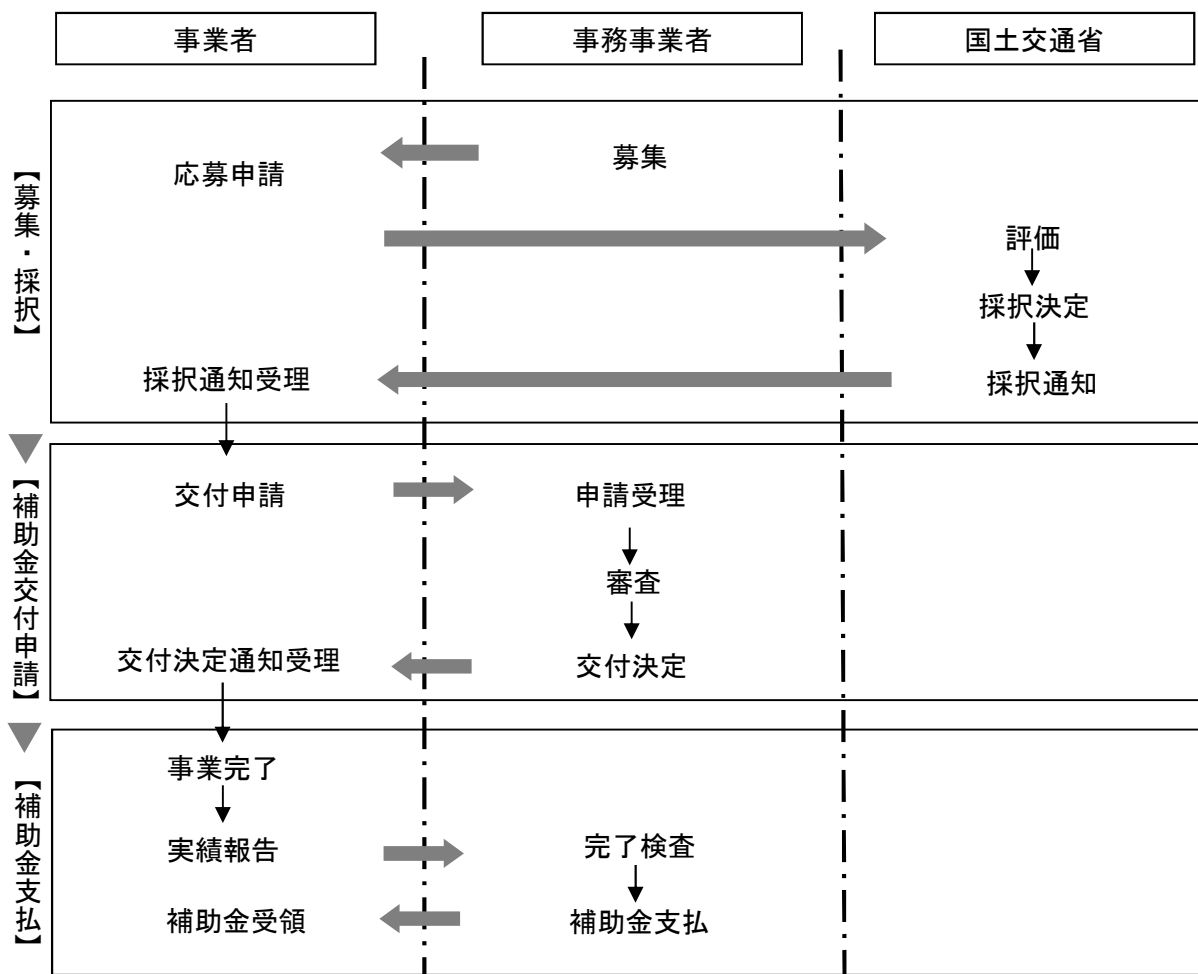 事業者
事務事業者
国土交通省
【募集・採択】
募集
応募申請
評価
採択決定
採択通知受理
採択通知
【補助金交付申請】
交付申請
申請受理
審査
交付決定通知受理
交付決定
【補助金支払】
事業完了
実績報告
完了検査
補助金受領
補助金支払